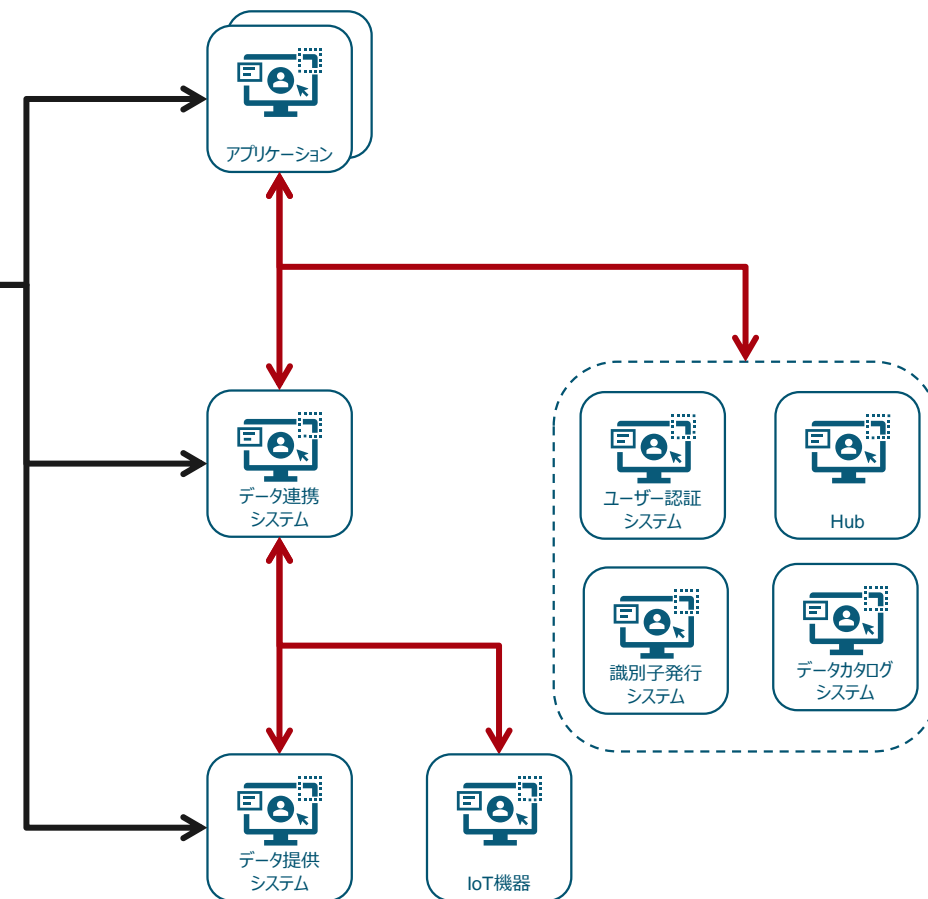 アプリケーション
データ連携
システム
ユーザー認証
システム
Hub
識別子発行
システム
データカタログ
システム
データ提供
システム
IoT機器